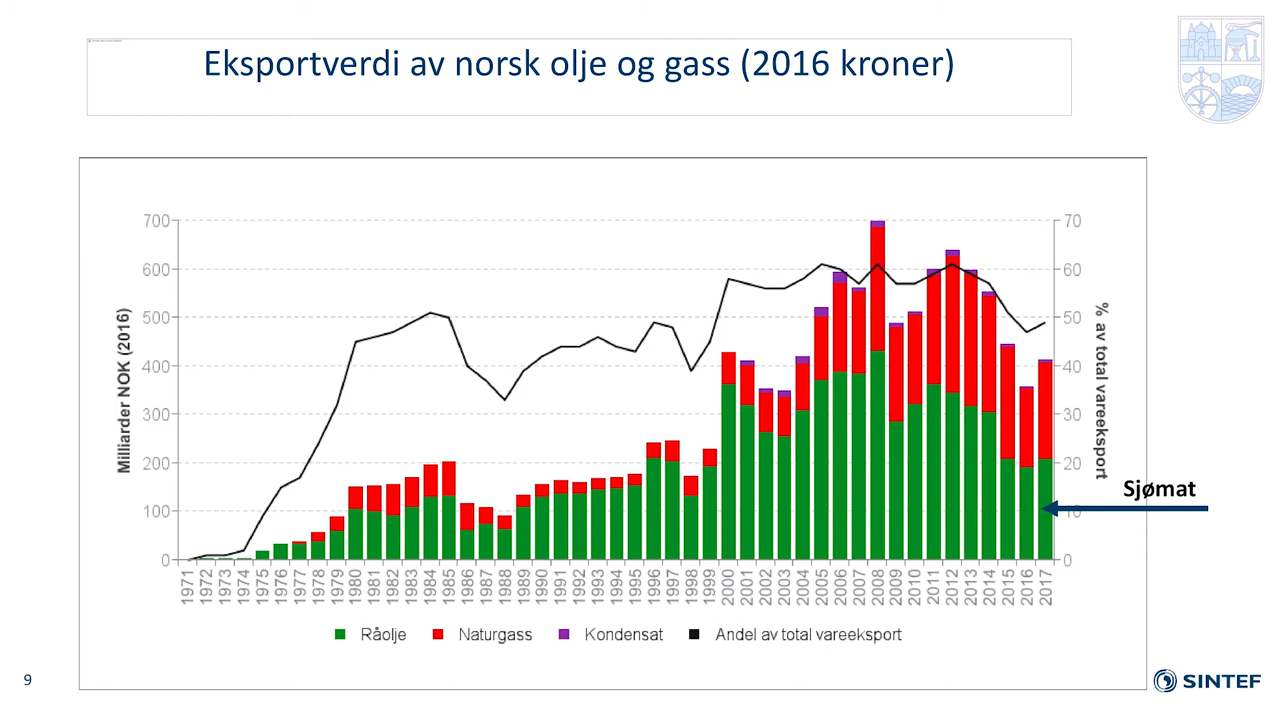 Eksportverdi av norsk olje og gass (2016 kroner)
700
600
500
400
300
200
100
0
Milliarder NOK (2016)
70
60
50
40
30
20
10
0
% av total vareeksport
Sjømat
1971 1972 1973 1974 1975 1976 1977 1978 1979 1980 1981 1982 1983 1984 1985 1986 1987 1988 1989 1990 1991 1992 1993 1994 1995 1996 1997 1998 1999 2000 2001 2002 2003 2004 2005 2006 2007 2008 2009 2010 2011 2012 2013 2014 2015 2016 2017
Råolje Naturgass Kondensat Andel av total vareeksport
9
SINTEF